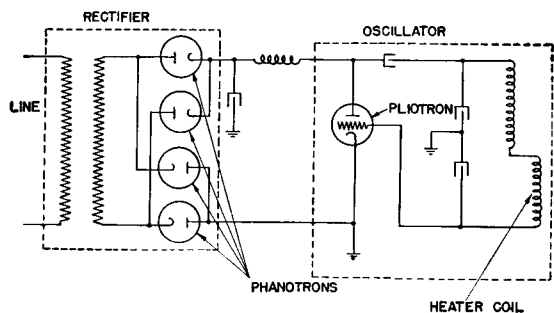 RECTIFIER
OSCILLATOR
LINE
PLIOTRON
PHANOTRONS
HEATER COIL